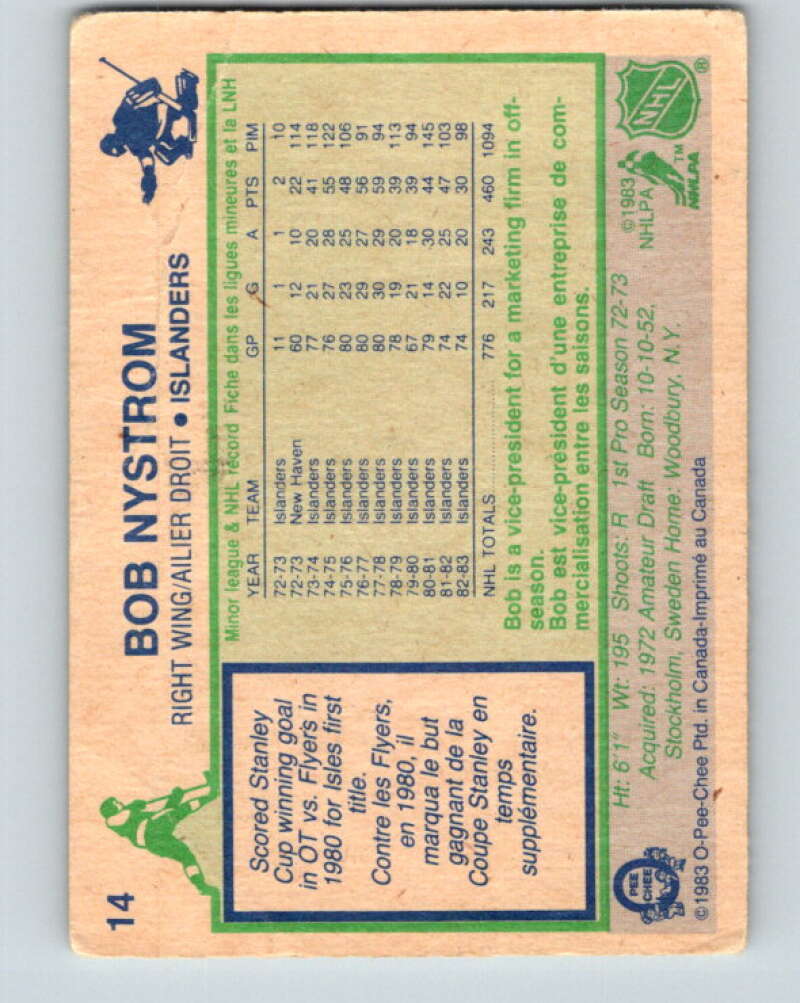 14
BOB NYSTROM
RIGHT WING/AILIER DROIT • ISLANDERS
Scored Stanley
Cup winning goal
in OT vs. Flyers in
1980 for Isles first
title.
Contre les Flyers,
en 1980, il
marqua le but
gagnant de la
Coupe Stanley en
temps
supplémentaire.
Minor league & NHL record Fiche dans les ligues mineures et la LNH
YEAR TEAM GP G A PTS PIM
72-73 Islanders 11 1 1 2 10
72-73 New Haven 60 12 10 22 114
73-74 Islanders 77 21 20 41 118
74-75 Islanders 76 27 28 55 122
75-76 Islanders 80 23 25 48 106
76-77 Islanders 80 29 27 56 91
77-78 Islanders 80 30 29 59 94
78-79 Islanders 78 19 20 39 113
79-80 Islanders 67 21 18 39 94
80-81 Islanders 79 14 30 44 145
81-82 Islanders 74 22 25 47 103
82-83 Islanders 74 10 20 30 98
NHL TOTALS 776 217 243 460 1094
Bob is a vice-president for a marketing firm in off-
season.
Bob est vice-président d'une entreprise de com-
mercialisation entre les saisons.
Ht: 6'1" Wt: 195 Shoots: R 1st Pro Season 72-73
Acquired: 1972 Amateur Draft Born: 10-10-52,
Stockholm, Sweden Home: Woodbury, N.Y.
©1983
NHLPA
NHLPA ™
NHL ®
PEE
CHEE
©1983 O-Pee-Chee Ptd. in Canada-Imprimé au Canada